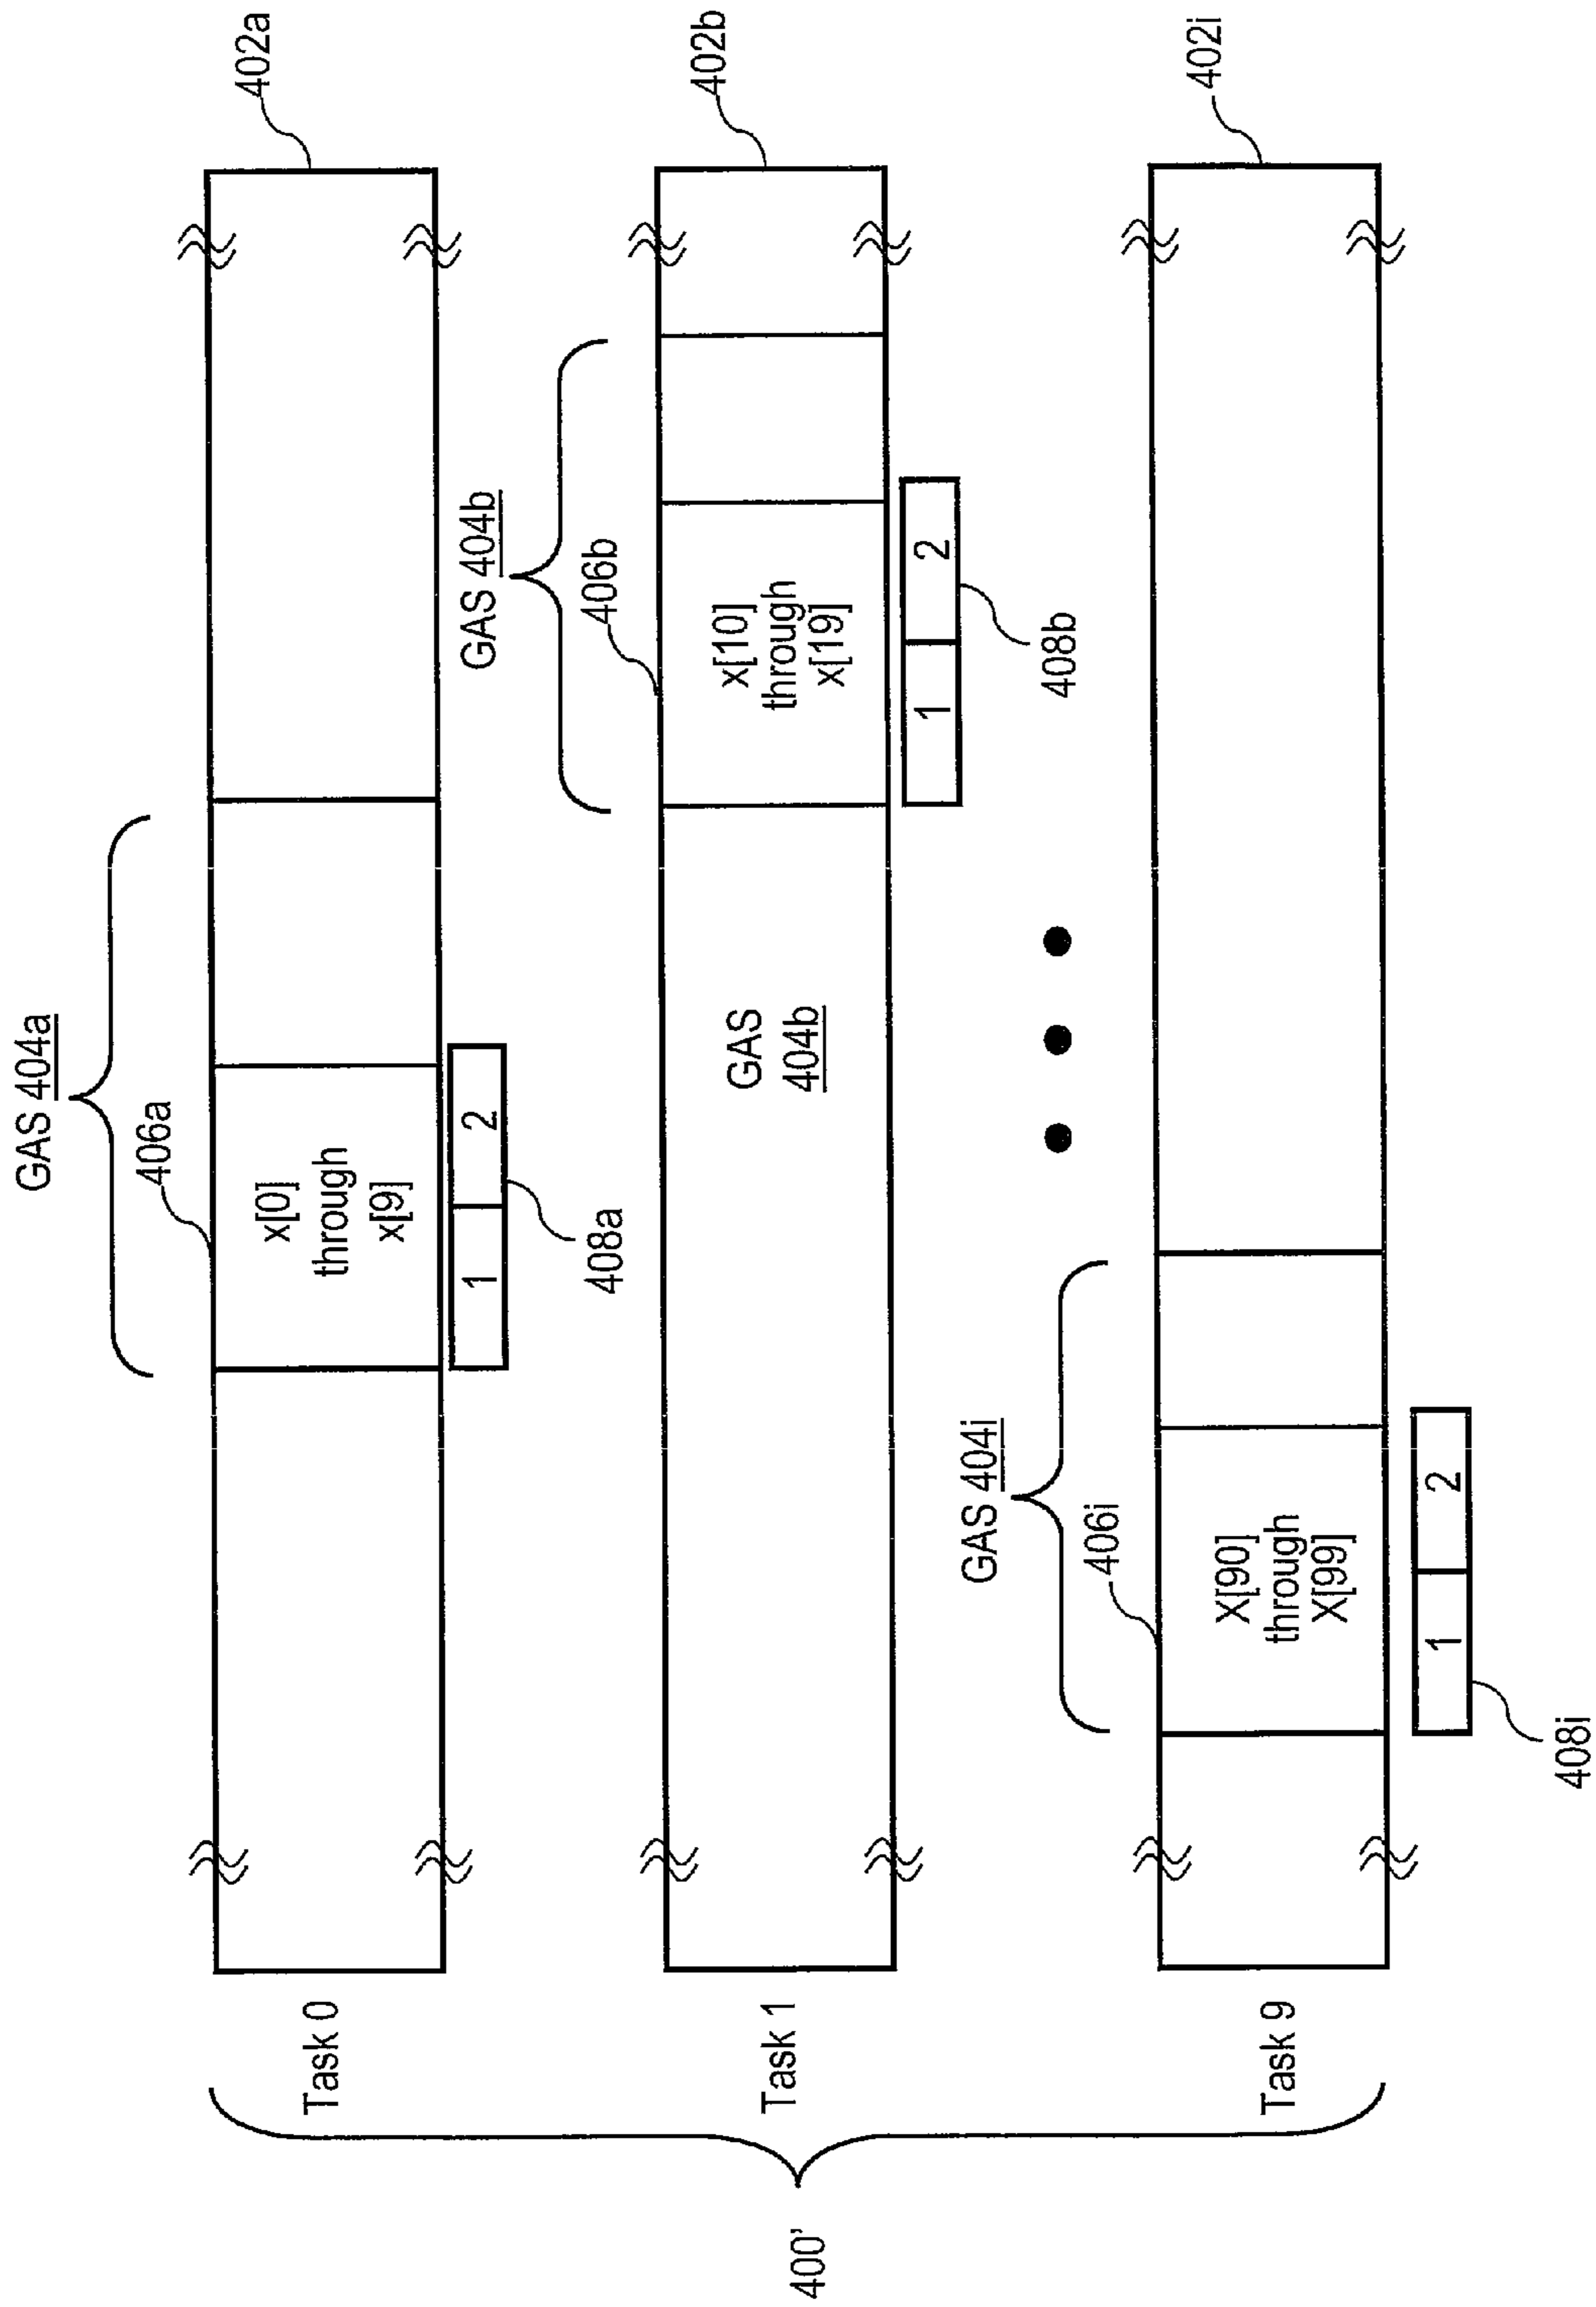 400'
Task 0
402a
GAS 404a
406a
x[0]
through
x[9]
1
2
408a
Task 1
402b
GAS 404b
406b
GAS
404b
x[10]
through
x[19]
1
2
408b
Task 9
402i
GAS 404i
406i
X[90]
through
X[99]
1
2
408i